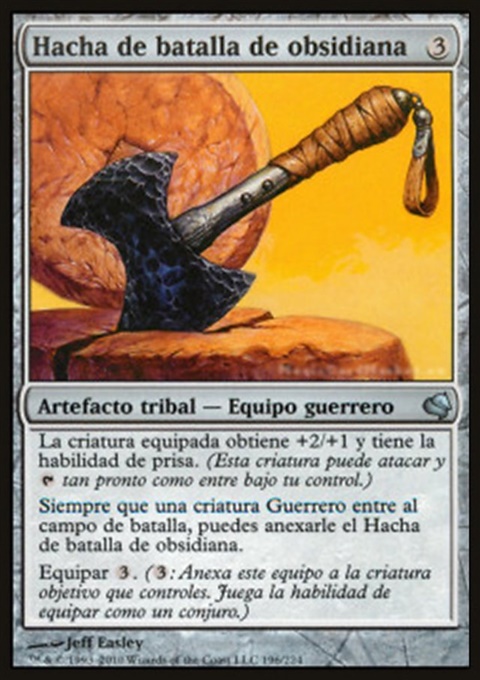 Hacha de batalla de obsidiana 3
Artefacto tribal — Equipo guerrero
La criatura equipada obtiene +2/+1 y tiene la
habilidad de prisa. (Esta criatura puede atacar y
tan pronto como entre bajo tu control.)
Siempre que una criatura Guerrero entre al
campo de batalla, puedes anexarle el Hacha
de batalla de obsidiana.
Equipar 3. (3: Anexa este equipo a la criatura
objetivo que controles. Juega la habilidad de
equipar como un conjuro.)
Jeff Easley
™ & © 1993–2010 Wizards of the Coast LLC 196/224